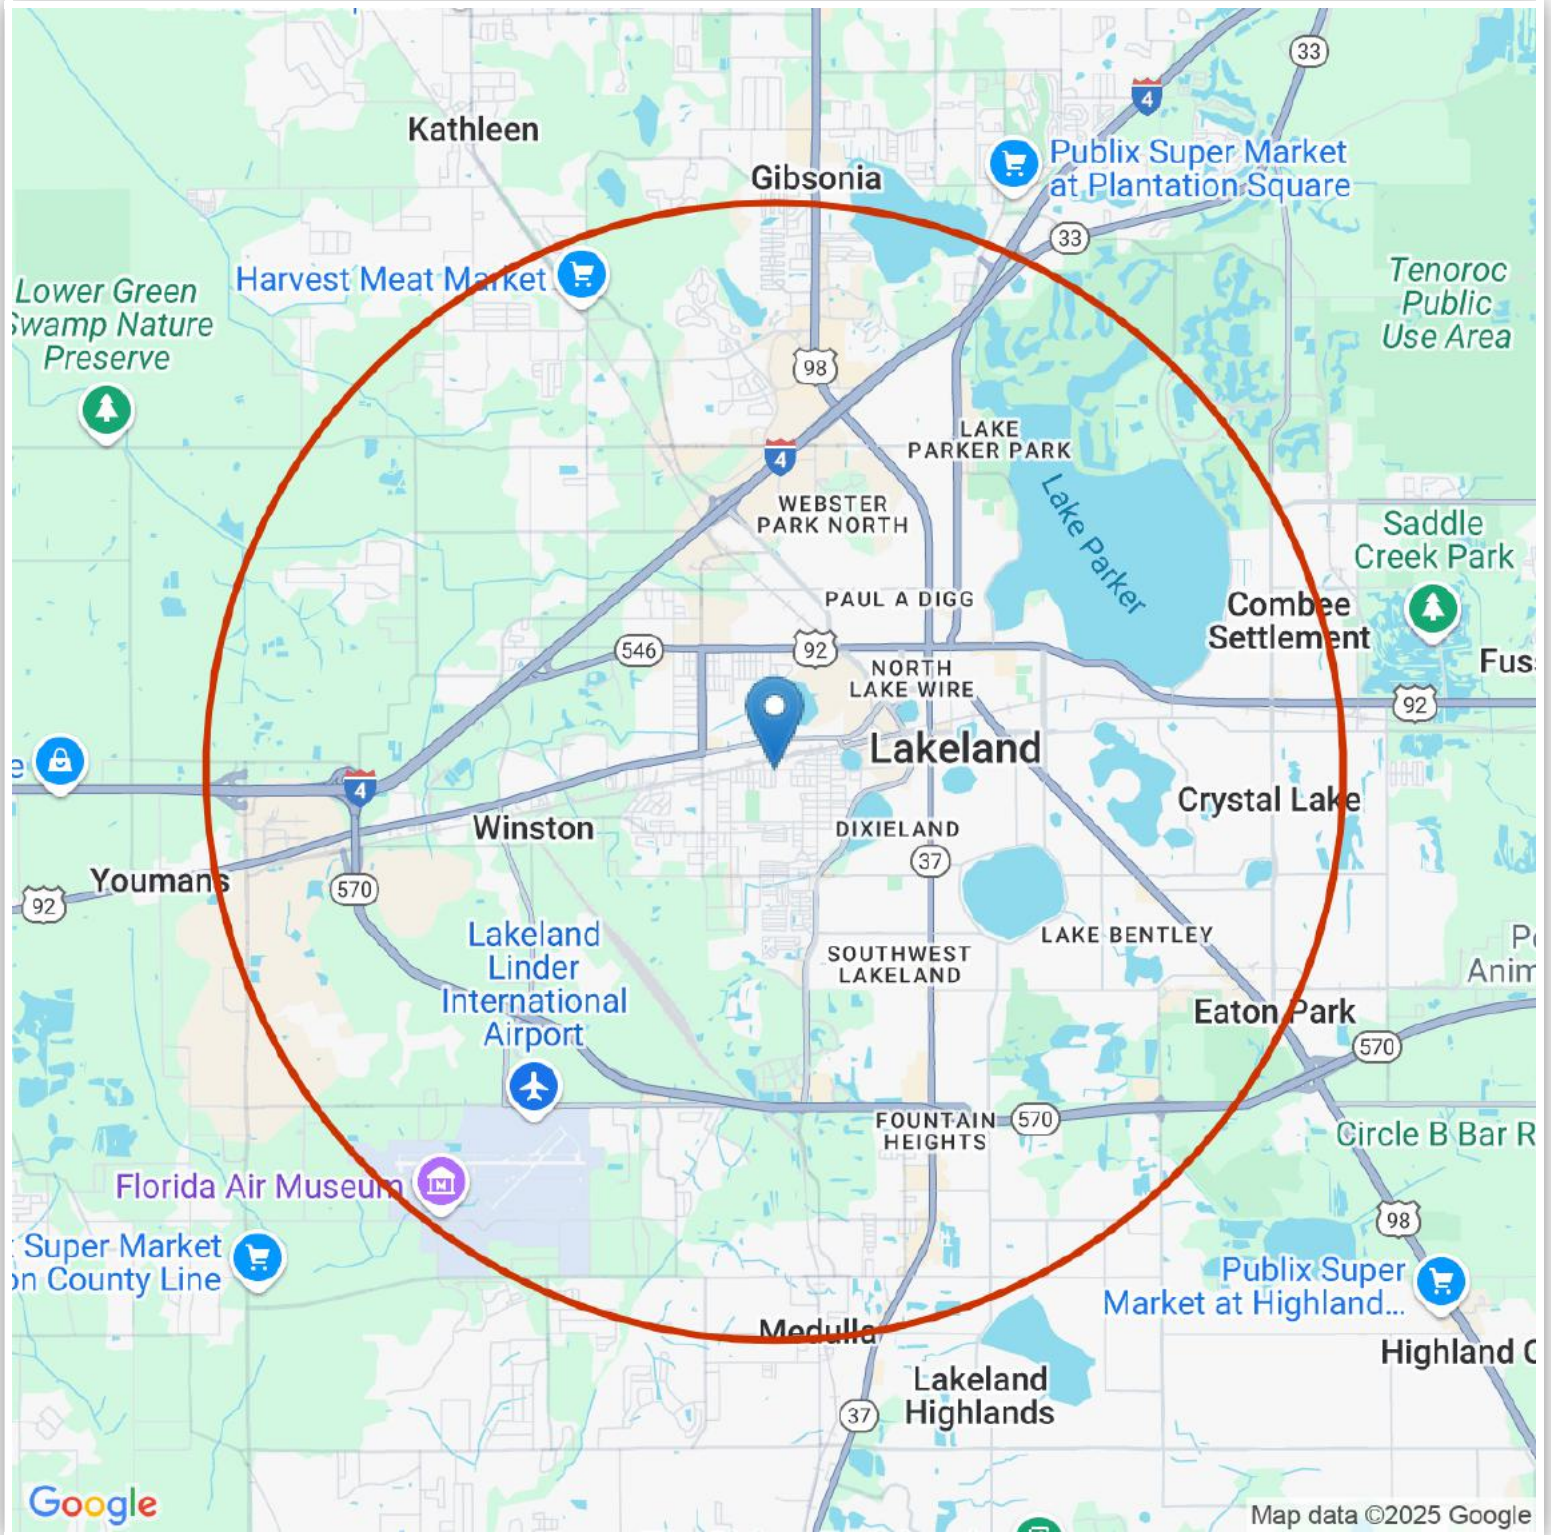 33
4
Kathleen
Publix Super Market
at Plantation Square
Gibsonia
33
Harvest Meat Market
Lower Green
Swamp Nature
Preserve
Tenoroc
Public
Use Area
98
LAKE
PARKER PARK
4
WEBSTER
PARK NORTH
Lake Parker
Saddle
Creek Park
PAUL A DIGG
Combee
Settlement
546
92
Fus
NORTH
LAKE WIRE
92
Lakeland
e
4
Crystal Lake
Winston
DIXIELAND
37
Youmans
570
92
Lakeland
Linder
International
Airport
LAKE BENTLEY
SOUTHWEST
LAKELAND
Anim
Eaton Park
570
FOUNTAIN
HEIGHTS
570
Circle B Bar R
Florida Air Museum
M
98
Super Market
on County Line
Publix Super
Market at Highland...
Medulla
Highland C
Lakeland
Highlands
37
Google
Map data ©2025 Google